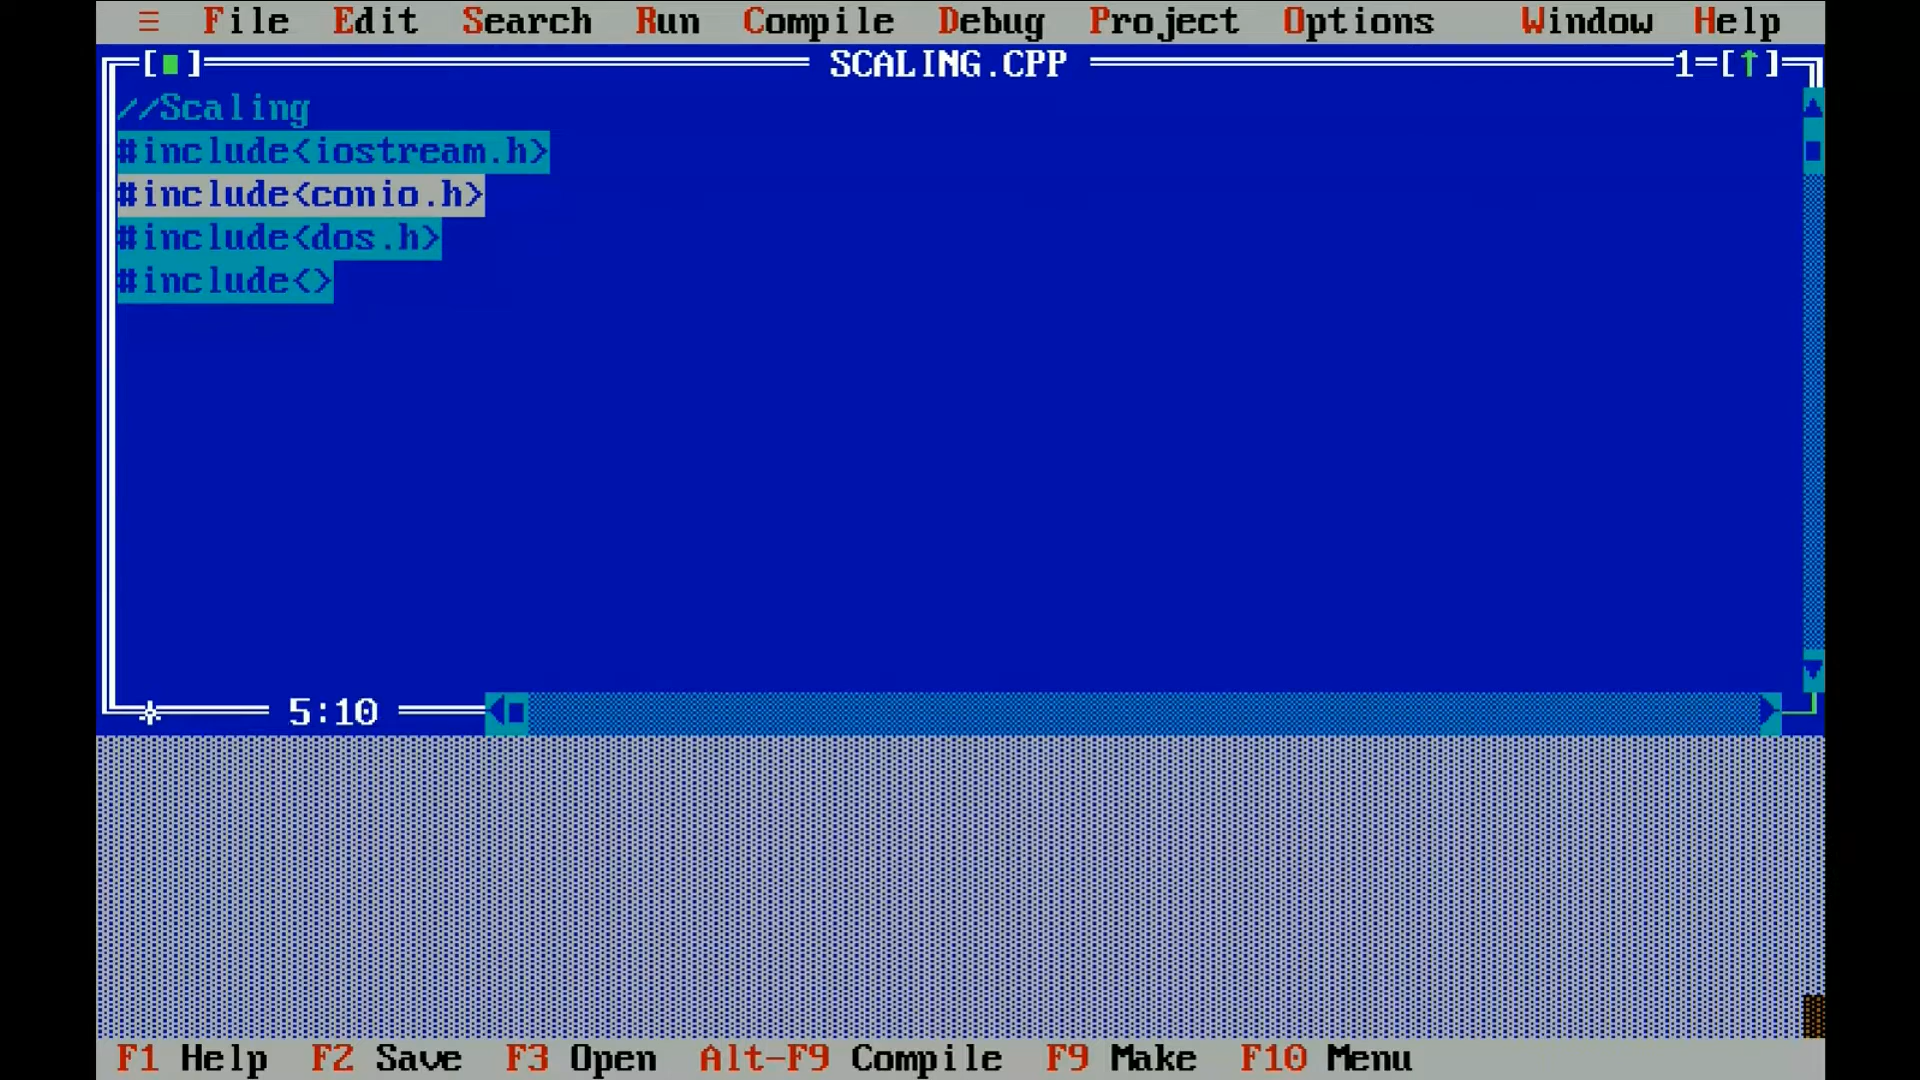 ≡ File Edit Search Run Compile Debug Project Options Window Help
[■] SCALING.CPP 1=[↑]
//Scaling
#include<iostream.h>
#include<conio.h>
#include<dos.h>
#include<>
* 5:10
F1 Help F2 Save F3 Open Alt-F9 Compile F9 Make F10 Menu